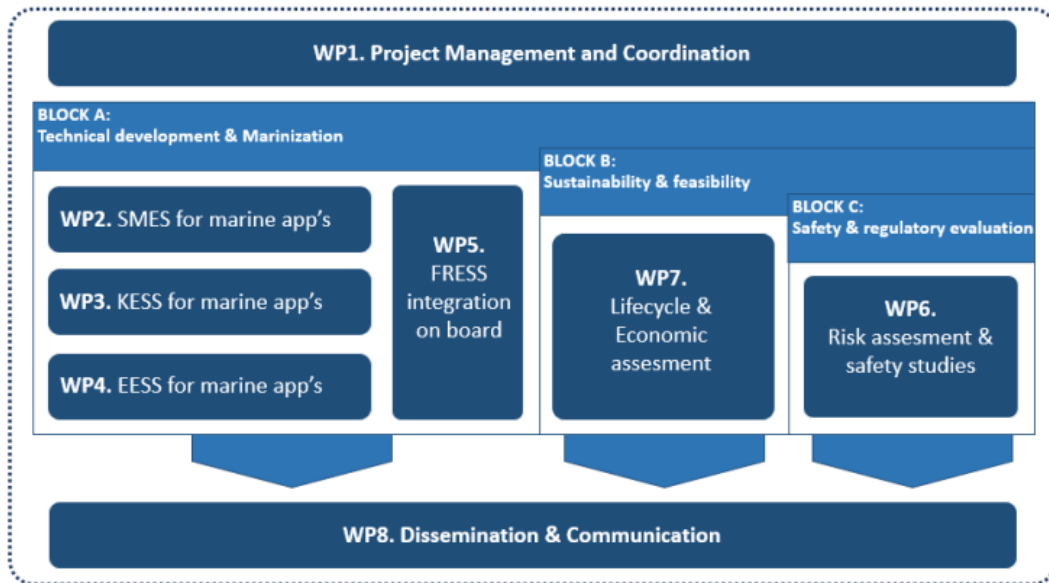 WP1. Project Management and Coordination
BLOCK A:
Technical development & Marinization
BLOCK B:
Sustainability & feasibility
BLOCK C:
Safety & regulatory evaluation
WP2. SMES for marine app's
WP3. KESS for marine app's
WP4. EESS for marine app's
WP5.
FRESS
integration
on board
WP7.
Lifecycle &
Economic
assesment
WP6.
Risk assesment &
safety studies
WP8. Dissemination & Communication